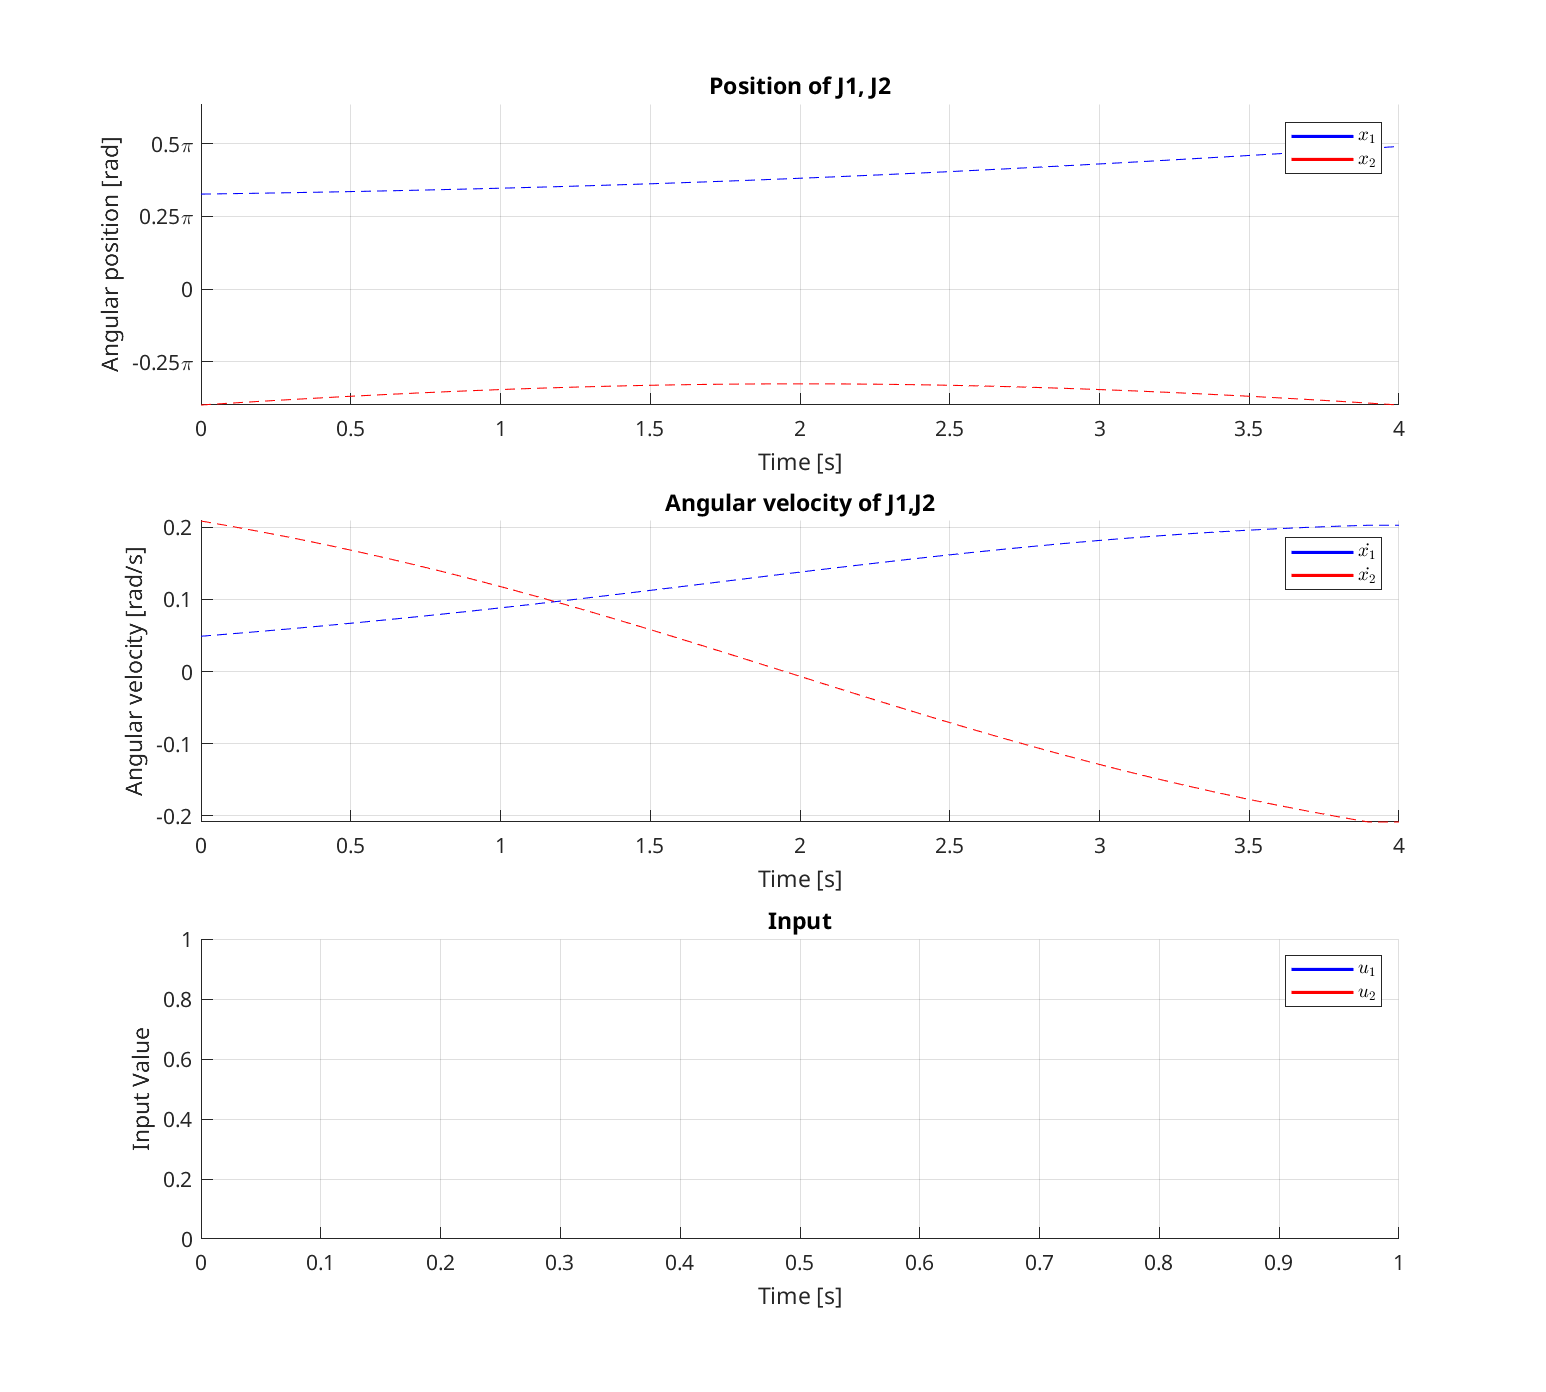 Position of J1, J2
Angular position [rad]
0.5π
0.25π
0
-0.25π
x₁
x₂
0 0.5 1 1.5 2 2.5 3 3.5 4
Time [s]
Angular velocity of J1,J2
Angular velocity [rad/s]
0.2
0.1
0
-0.1
-0.2
ẋ₁
ẋ₂
0 0.5 1 1.5 2 2.5 3 3.5 4
Time [s]
Input
Input Value
1
0.8
0.6
0.4
0.2
0
u₁
u₂
0 0.1 0.2 0.3 0.4 0.5 0.6 0.7 0.8 0.9 1
Time [s]